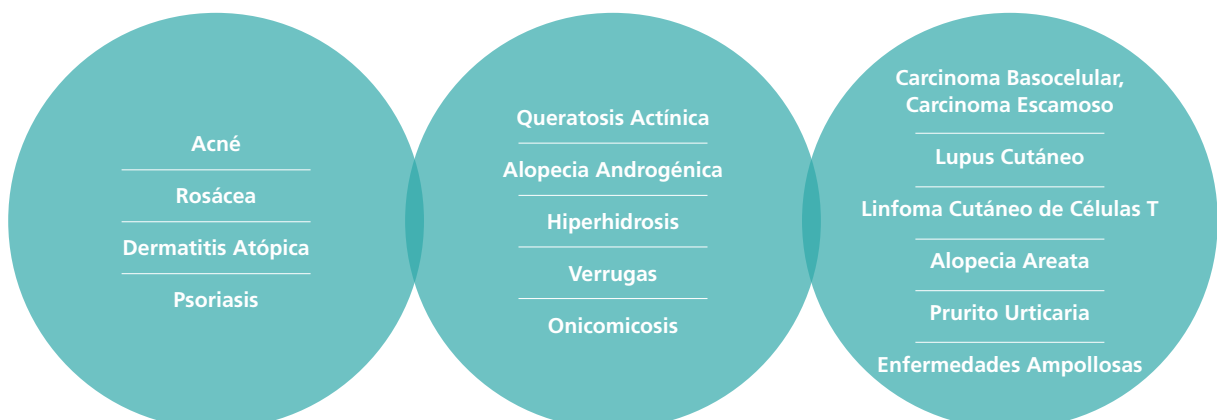 Acné
Rosácea
Dermatitis Atópica
Psoriasis
Queratosis Actínica
Alopecia Androgénica
Hiperhidrosis
Verrugas
Onicomicosis
Carcinoma Basocelular,
Carcinoma Escamoso
Lupus Cutáneo
Linfoma Cutáneo de Células T
Alopecia Areata
Prurito Urticaria
Enfermedades Ampollosas